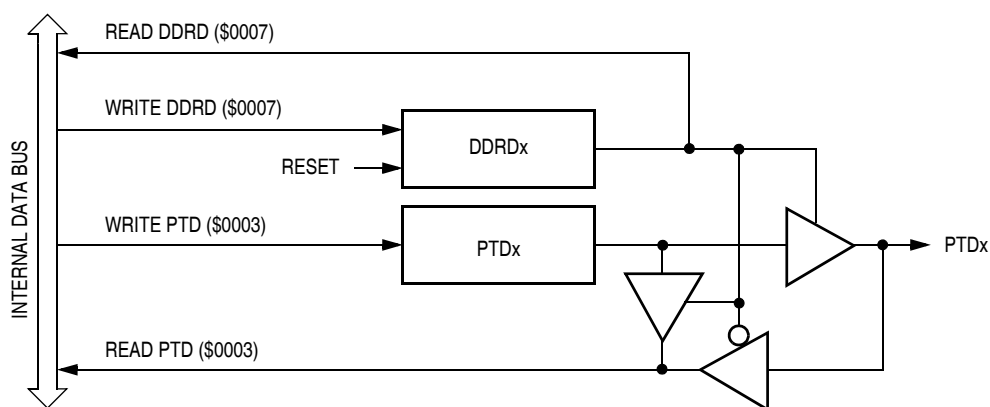 READ DDRD ($0007)
WRITE DDRD ($0007)
DDRDx
RESET
INTERNAL DATA BUS
WRITE PTD ($0003)
PTDx
PTDx
READ PTD ($0003)